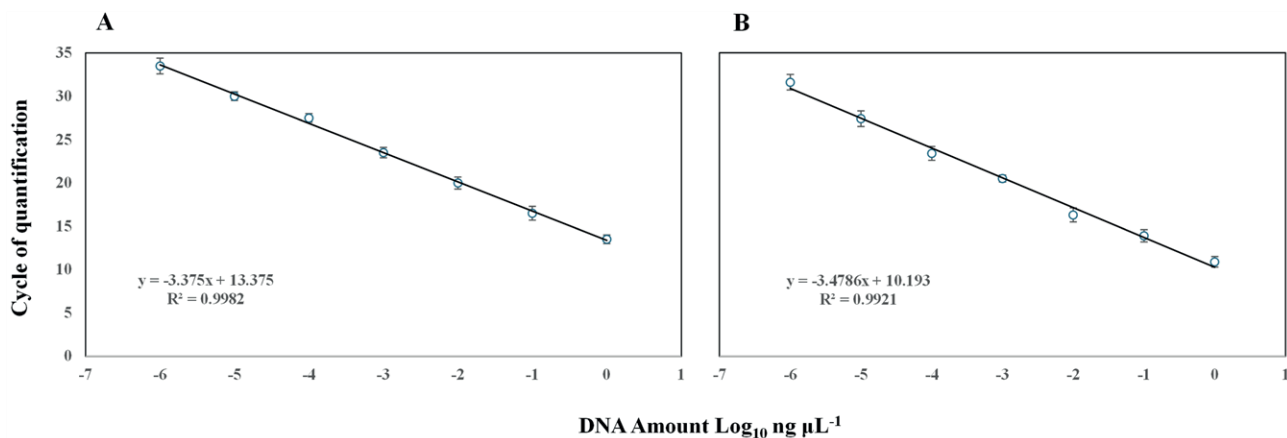 A
B
Cycle of quantification
35
30
25
20
15
10
5
0
y = -3.375x + 13.375
R² = 0.9982
y = -3.4786x + 10.193
R² = 0.9921
-7 -6 -5 -4 -3 -2 -1 0 1
-7 -6 -5 -4 -3 -2 -1 0 1
DNA Amount Log₁₀ ng µL⁻¹